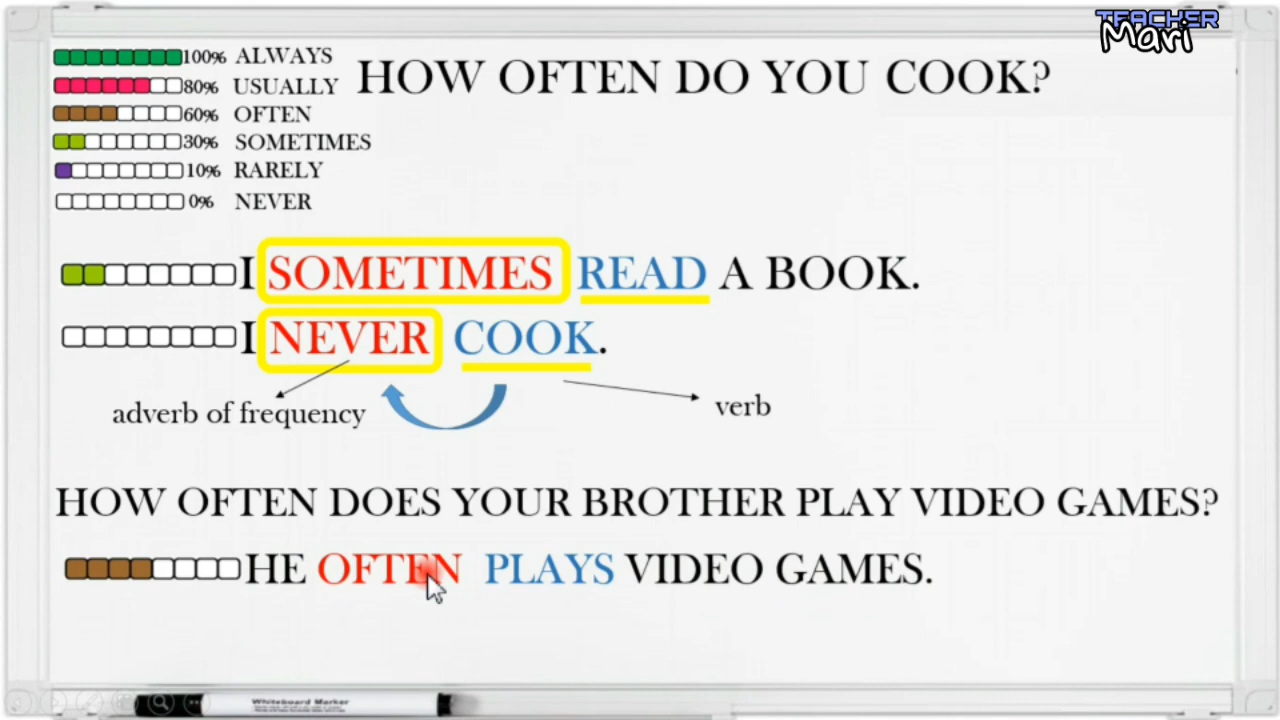 TEACHER
Mari
100% ALWAYS
80% USUALLY
60% OFTEN
30% SOMETIMES
10% RARELY
0% NEVER
HOW OFTEN DO YOU COOK?
I SOMETIMES READ A BOOK.
I NEVER COOK.
adverb of frequency
verb
HOW OFTEN DOES YOUR BROTHER PLAY VIDEO GAMES?
HE OFTEN PLAYS VIDEO GAMES.
Whiteboard Marker